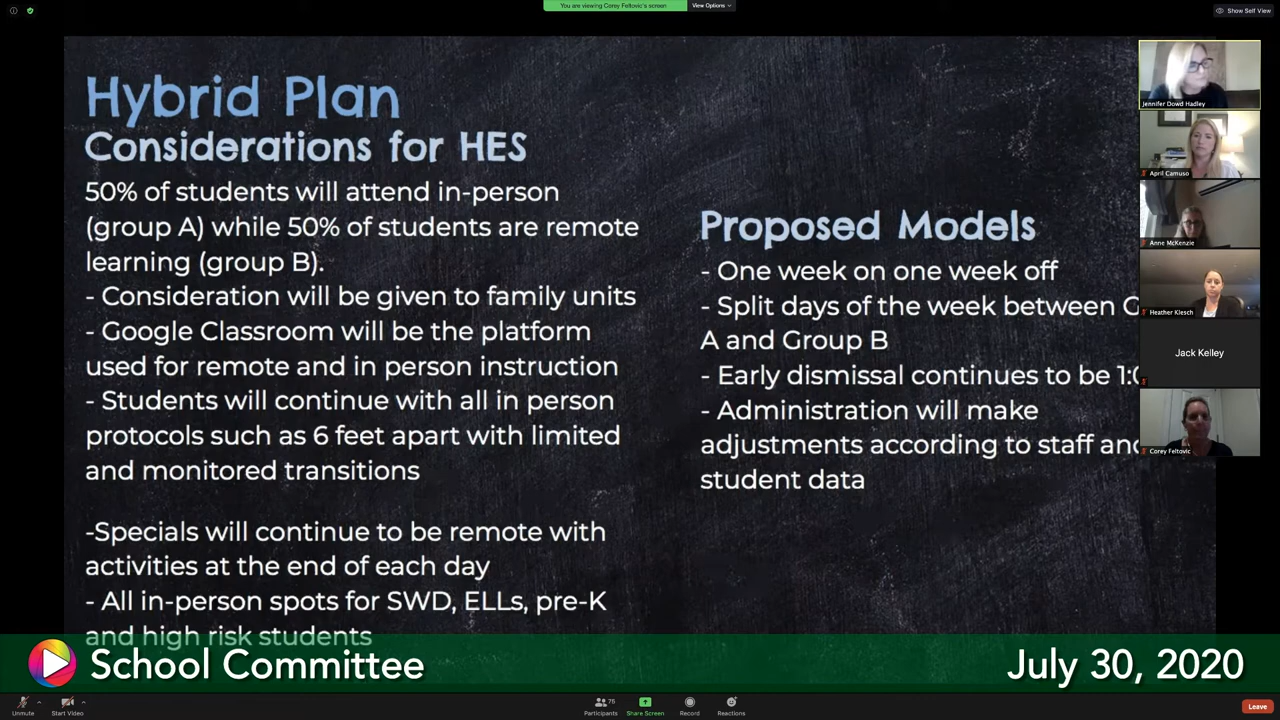 You are viewing Corey Feltovic's screen
View Options
Show Self View
Hybrid Plan
Considerations for HES
50% of students will attend in-person
(group A) while 50% of students are remote
learning (group B).
- Consideration will be given to family units
- Google Classroom will be the platform
used for remote and in person instruction
- Students will continue with all in person
protocols such as 6 feet apart with limited
and monitored transitions
-Specials will continue to be remote with
activities at the end of each day
- All in-person spots for SWD, ELLs, pre-K
and high risk students
Proposed Models
- One week on one week off
- Split days of the week between
A and Group B
- Early dismissal continues to be
- Administration will make
adjustments according to staff
student data
Jennifer Dowd Hadley
April Camuso
Anne McKenzie
Heather Klesch
Jack Kelley
Corey Feltovic
School Committee
July 30, 2020
Unmute
Start Video
75
Participants
Share Screen
Record
Reactions
Leave